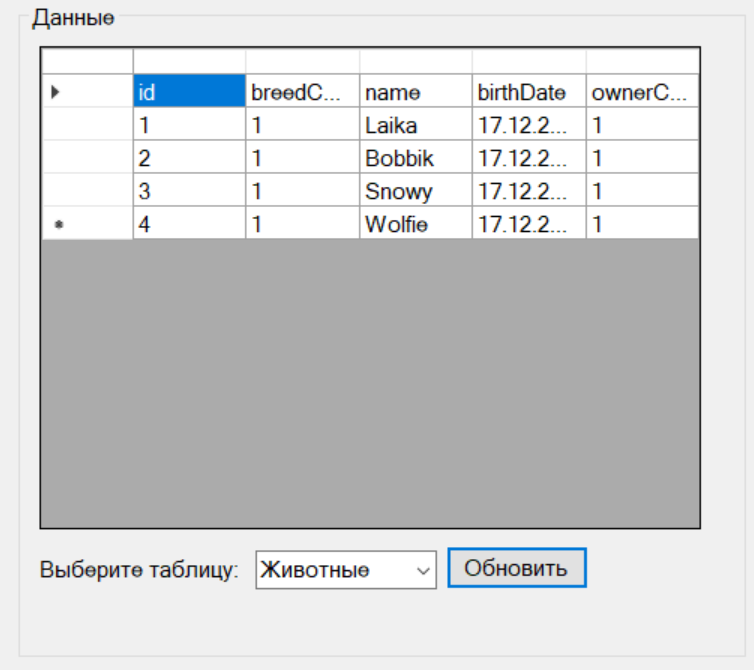 Данные
id breedC... name birthDate ownerC...
1 1 Laika 17.12.2... 1
2 1 Bobbik 17.12.2... 1
3 1 Snowy 17.12.2... 1
4 1 Wolfie 17.12.2... 1
Выберите таблицу: Животные Обновить